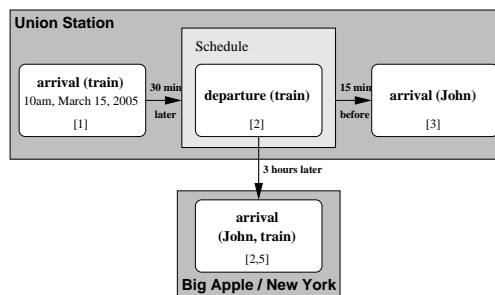 Union Station
Schedule
arrival (train)
10am, March 15, 2005
[1]
30 min
later
departure (train)
[2]
15 min
before
arrival (John)
[3]
3 hours later
arrival
(John, train)
[2,5]
Big Apple / New York